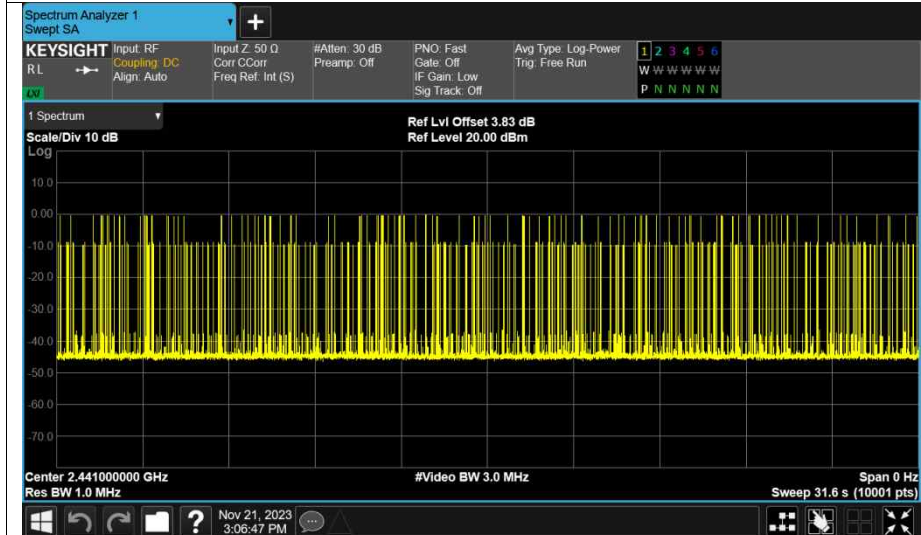 Spectrum Analyzer 1
Swept SA
+
KEYSIGHT
RL
LXI
Input: RF
Coupling: DC
Align: Auto
Input Z: 50 Ω
Corr CCorr
Freq Ref: Int (S)
#Atten: 30 dB
Preamp: Off
PNO: Fast
Gate: Off
IF Gain: Low
Sig Track: Off
Avg Type: Log-Power
Trig: Free Run
1 2 3 4 5 6
W W W W W W
P N N N N N
1 Spectrum
Scale/Div 10 dB
Ref Lvl Offset 3.83 dB
Ref Level 20.00 dBm
Log
10.0
0.00
-10.0
-20.0
-30.0
-40.0
-50.0
-60.0
-70.0
Center 2.441000000 GHz
#Video BW 3.0 MHz
Span 0 Hz
Res BW 1.0 MHz
Sweep 31.6 s (10001 pts)
?
Nov 21, 2023
3:06:47 PM